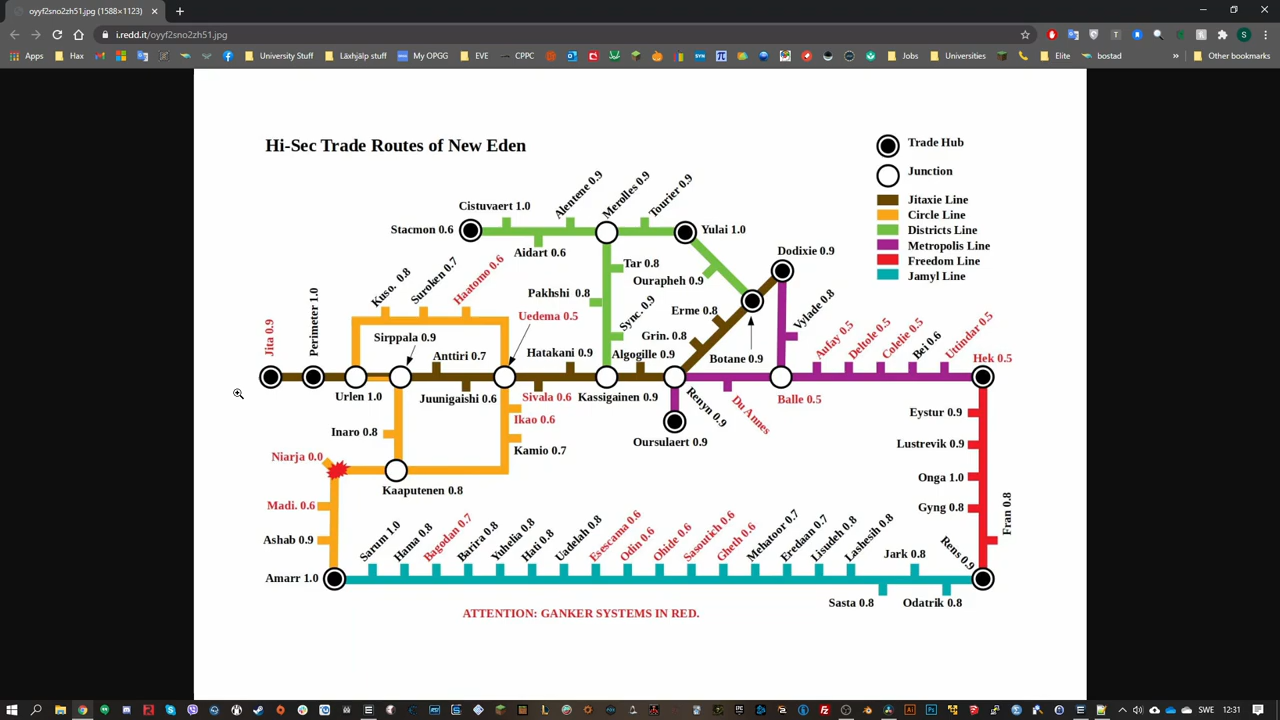 oyyf2sno2zh51.jpg (1588×1123)
i.redd.it/oyyf2sno2zh51.jpg
Apps
Hax
University Stuff
Läxhjälp stuff
My OPGG
EVE
CPC
Jobs
Universities
Elite
bostad
Other bookmarks
Hi-Sec Trade Routes of New Eden
Trade Hub
Junction
Jitaxie Line
Circle Line
Districts Line
Metropolis Line
Freedom Line
Jamyl Line
Cistuvaert 1.0
Alentene 0.9
Merolles 0.9
Tourier 0.9
Stacmon 0.6
Yulai 1.0
Aidart 0.6
Dodixie 0.9
Kuso. 0.8
Suroken 0.7
Haatomo 0.6
Tar 0.8
Ourapheh 0.9
Pakhshi 0.8
Sync. 0.9
Erme 0.8
Vylade 0.8
Jita 0.9
Perimeter 1.0
Uedema 0.5
Sirppala 0.9
Grin. 0.8
Anttiri 0.7
Hatakani 0.9
Algogille 0.9
Botane 0.9
Aufay 0.5
Deltole 0.5
Colelie 0.5
Bei 0.6
Uttindar 0.5
Hek 0.5
Urlen 1.0
Juunigaishi 0.6
Sivala 0.6
Kassigainen 0.9
Renyn 0.9
Du Annes
Balle 0.5
Inaro 0.8
Ikao 0.6
Eystur 0.9
Oursulaert 0.9
Lustrevik 0.9
Kamio 0.7
Niarja 0.0
Onga 1.0
Kaaputenen 0.8
Madi. 0.6
Gyng 0.8
Fran 0.8
Ashab 0.9
Sarum 1.0
Hama 0.8
Bagodan 0.7
Barira 0.8
Yuhelia 0.8
Hati 0.8
Uadelah 0.8
Esescama 0.6
Odin 0.6
Ohide 0.6
Sasoutich 0.6
Gheth 0.6
Mehatoor 0.7
Eredaan 0.7
Lisudeh 0.8
Lashesih 0.8
Jark 0.8
Rens 0.9
Amarr 1.0
Sasta 0.8
Odatrik 0.8
ATTENTION: GANKER SYSTEMS IN RED.
SWE
12:31